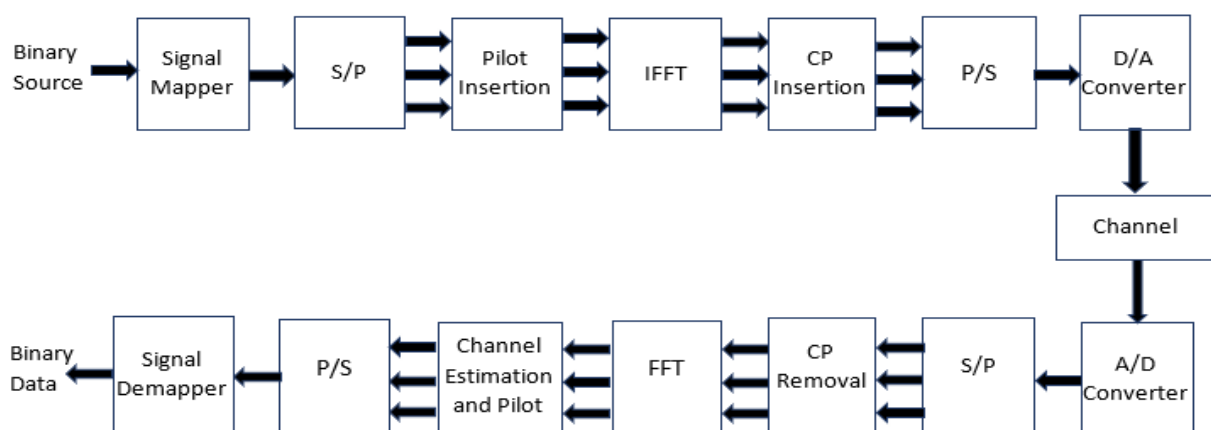 Binary
Source
Signal
Mapper
S/P
Pilot
Insertion
IFFT
CP
Insertion
P/S
D/A
Converter
Channel
Binary
Data
Signal
Demapper
P/S
Channel
Estimation
and Pilot
FFT
CP
Removal
S/P
A/D
Converter